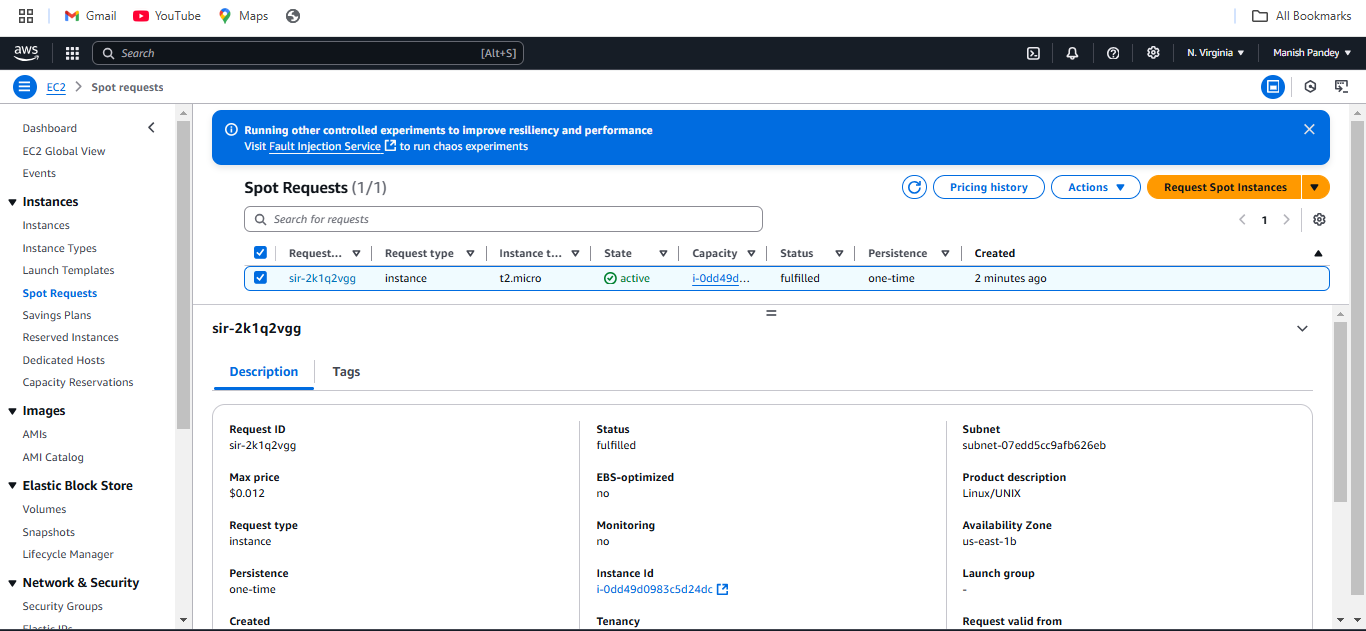 Gmail YouTube Maps All Bookmarks
aws Search [Alt+S] N. Virginia Manish Pandey
EC2 Spot requests
Dashboard
EC2 Global View
Events
Instances
Instances
Instance Types
Launch Templates
Spot Requests
Savings Plans
Reserved Instances
Dedicated Hosts
Capacity Reservations
Images
AMIs
AMI Catalog
Elastic Block Store
Volumes
Snapshots
Lifecycle Manager
Network & Security
Security Groups
Elastic IPs
Running other controlled experiments to improve resiliency and performance
Visit Fault Injection Service to run chaos experiments
Spot Requests (1/1) Pricing history Actions Request Spot Instances
Search for requests 1
Request... Request type Instance t... State Capacity Status Persistence Created
sir-2k1q2vgg instance t2.micro active i-0dd49d... fulfilled one-time 2 minutes ago
sir-2k1q2vgg
Description Tags
Request ID
sir-2k1q2vgg
Max price
$0.012
Request type
instance
Persistence
one-time
Created
Status
fulfilled
EBS-optimized
no
Monitoring
no
Instance Id
i-0dd49d0983c5d24dc
Tenancy
Subnet
subnet-07edd5cc9afb626eb
Product description
Linux/UNIX
Availability Zone
us-east-1b
Launch group
-
Request valid from